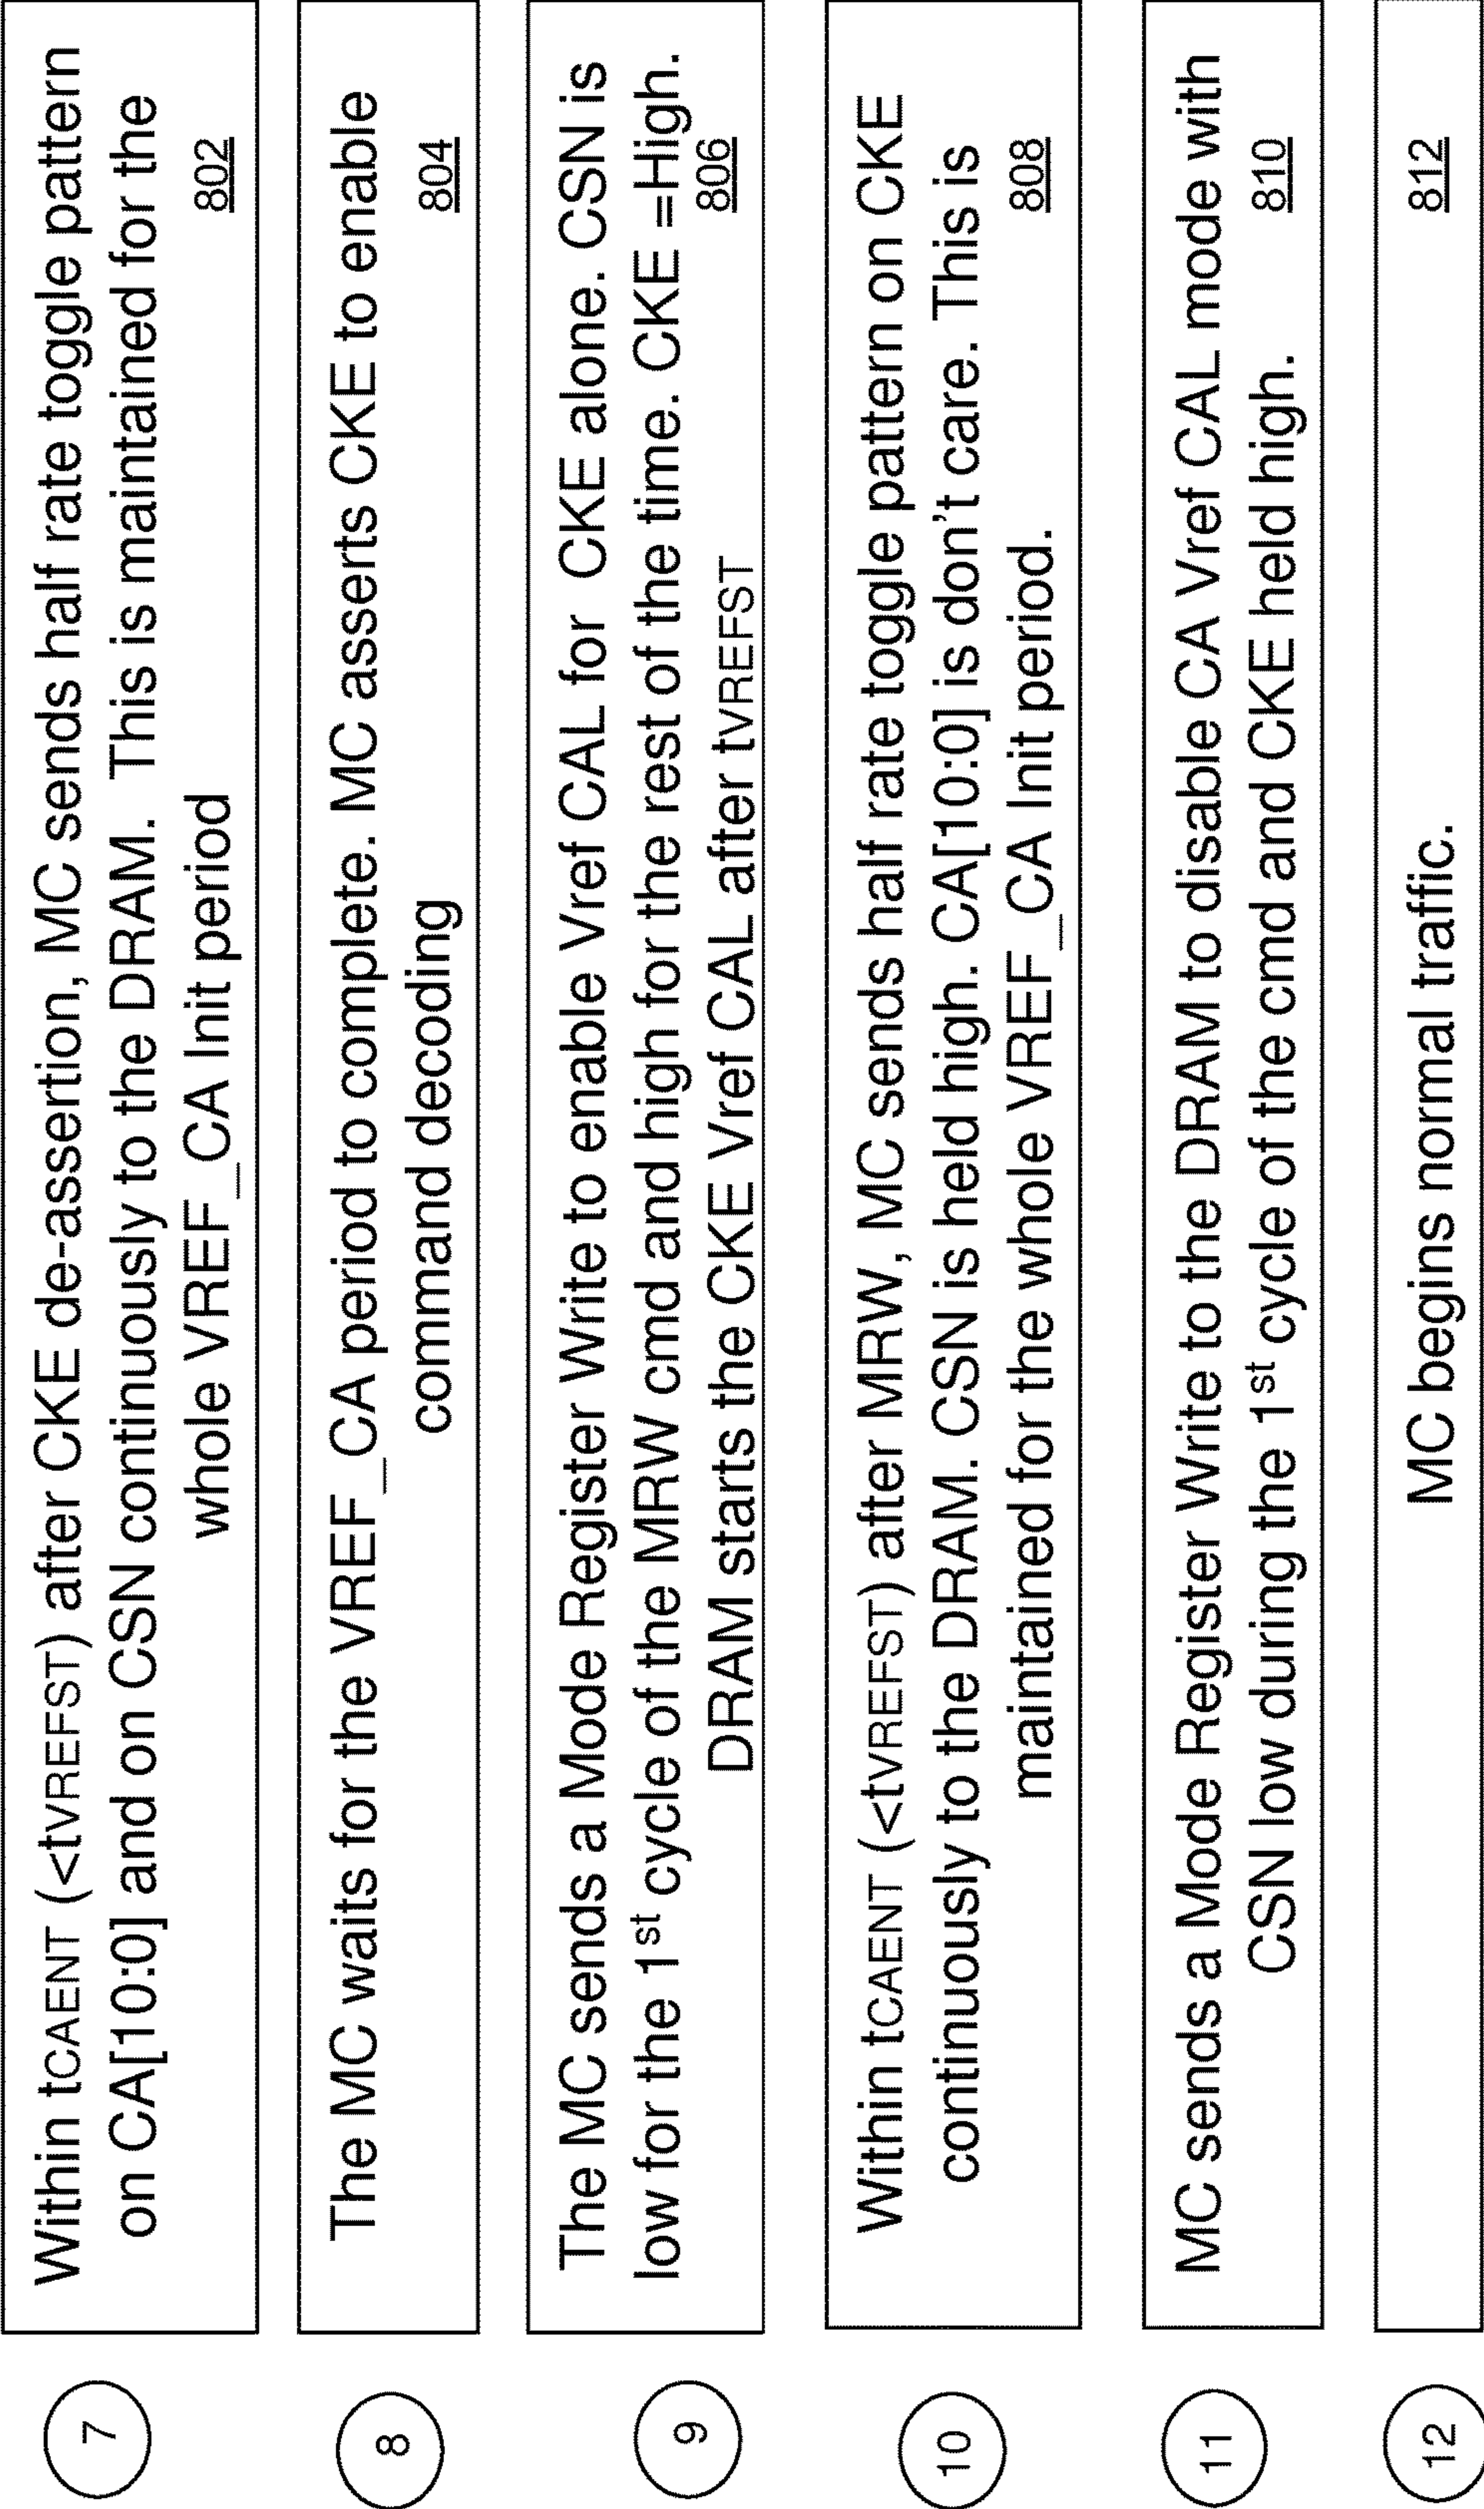 7
Within tCAENT (<tVREFST) after CKE de-assertion, MC sends half rate toggle pattern
on CA[10:0] and on CSN continuously to the DRAM. This is maintained for the
whole VREF_CA Init period
802
8
The MC waits for the VREF_CA period to complete. MC asserts CKE to enable
command decoding
804
9
The MC sends a Mode Register Write to enable Vref CAL for CKE alone. CSN is
low for the 1st cycle of the MRW cmd and high for the rest of the time. CKE =High.
DRAM starts the CKE Vref CAL after tVREFST
806
10
Within tCAENT (<tVREFST) after MRW, MC sends half rate toggle pattern on CKE
continuously to the DRAM. CSN is held high. CA[10:0] is don't care. This is
maintained for the whole VREF_CA Init period.
808
11
MC sends a Mode Register Write to the DRAM to disable CA Vref CAL mode with
CSN low during the 1st cycle of the cmd and CKE held high.
810
12
MC begins normal traffic.
812